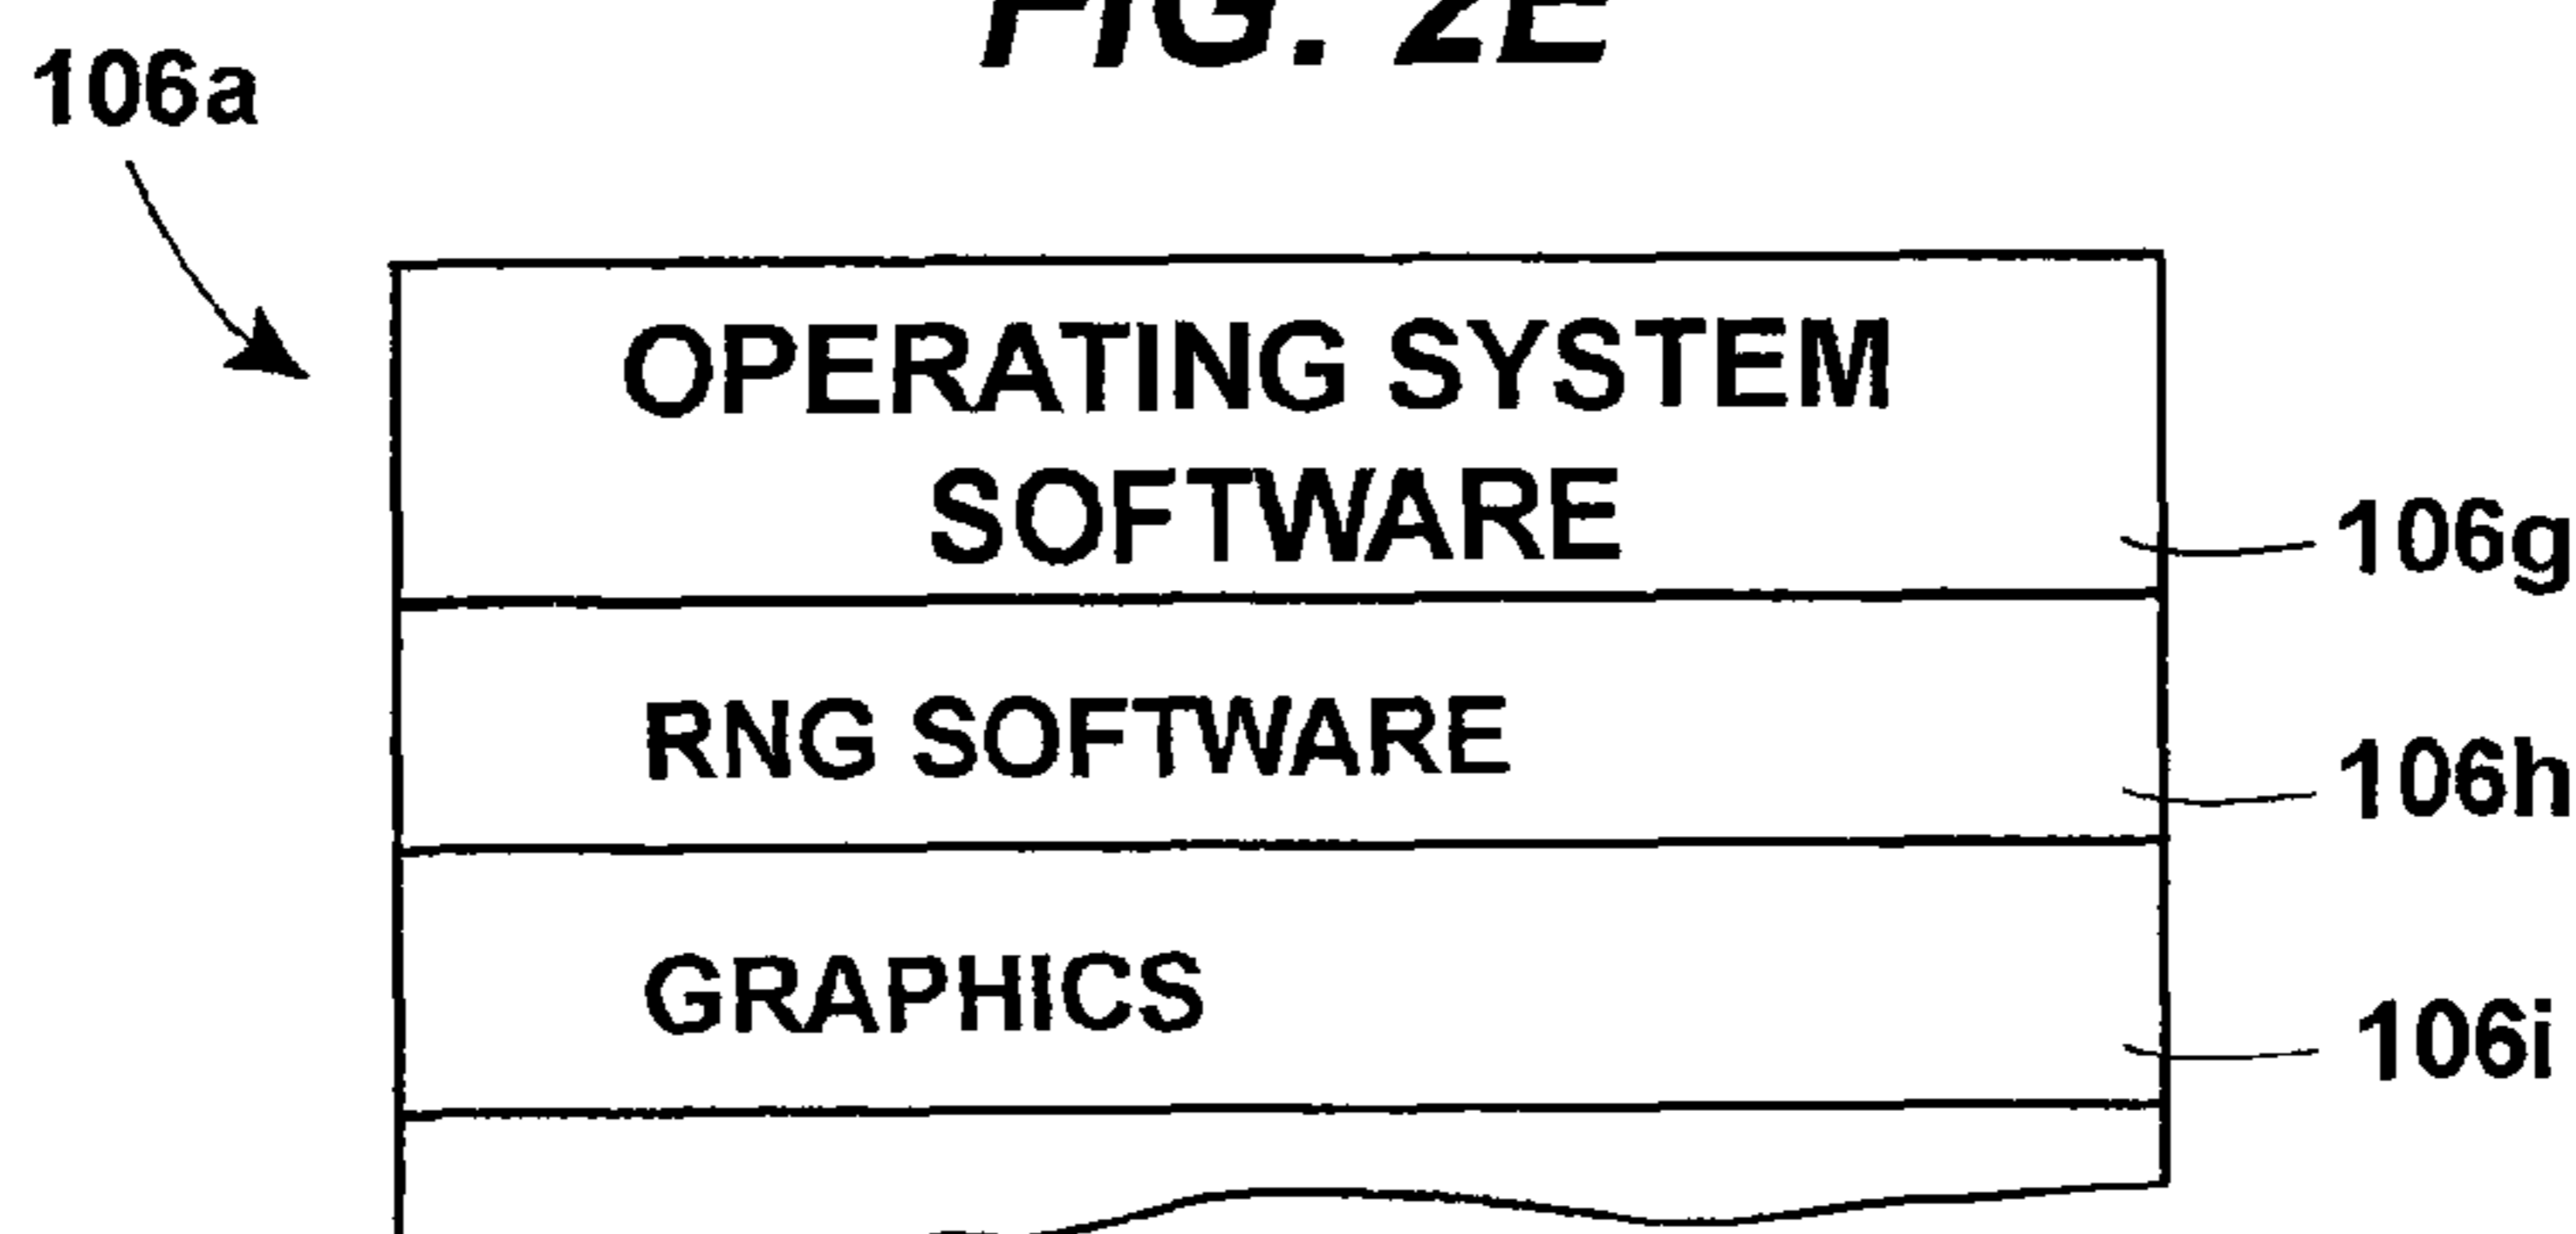 FIG. 2E
106a
OPERATING SYSTEM
SOFTWARE
106g
RNG SOFTWARE
106h
GRAPHICS
106i